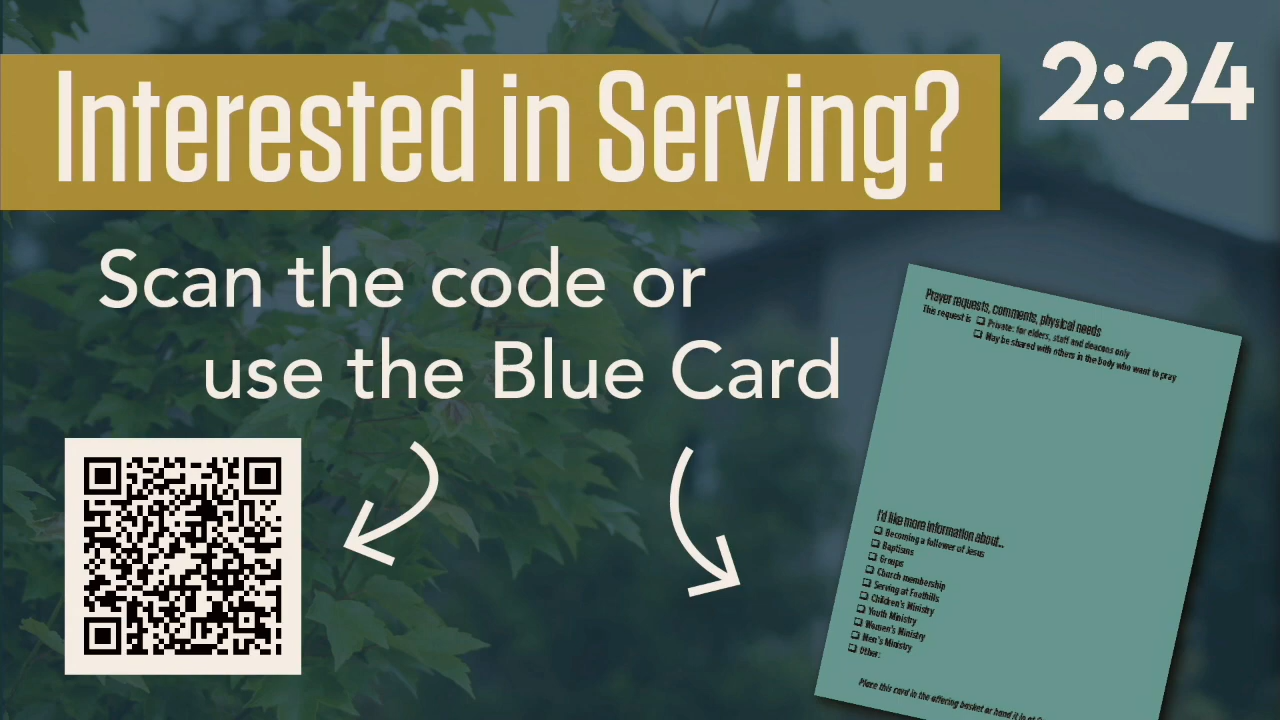 Interested in Serving?
2:24
Scan the code or
use the Blue Card
Prayer requests, comments, physical needs
This request is ❑ Private: for elders, staff and deacons only
❑ May be shared with others in the body who want to pray
I'd like more information about...
❑ Becoming a follower of Jesus
❑ Baptisms
❑ Groups
❑ Church membership
❑ Serving at Foothills
❑ Children's Ministry
❑ Youth Ministry
❑ Women's Ministry
❑ Men's Ministry
❑ Other:
Place this card in the offering basket or hand it in at